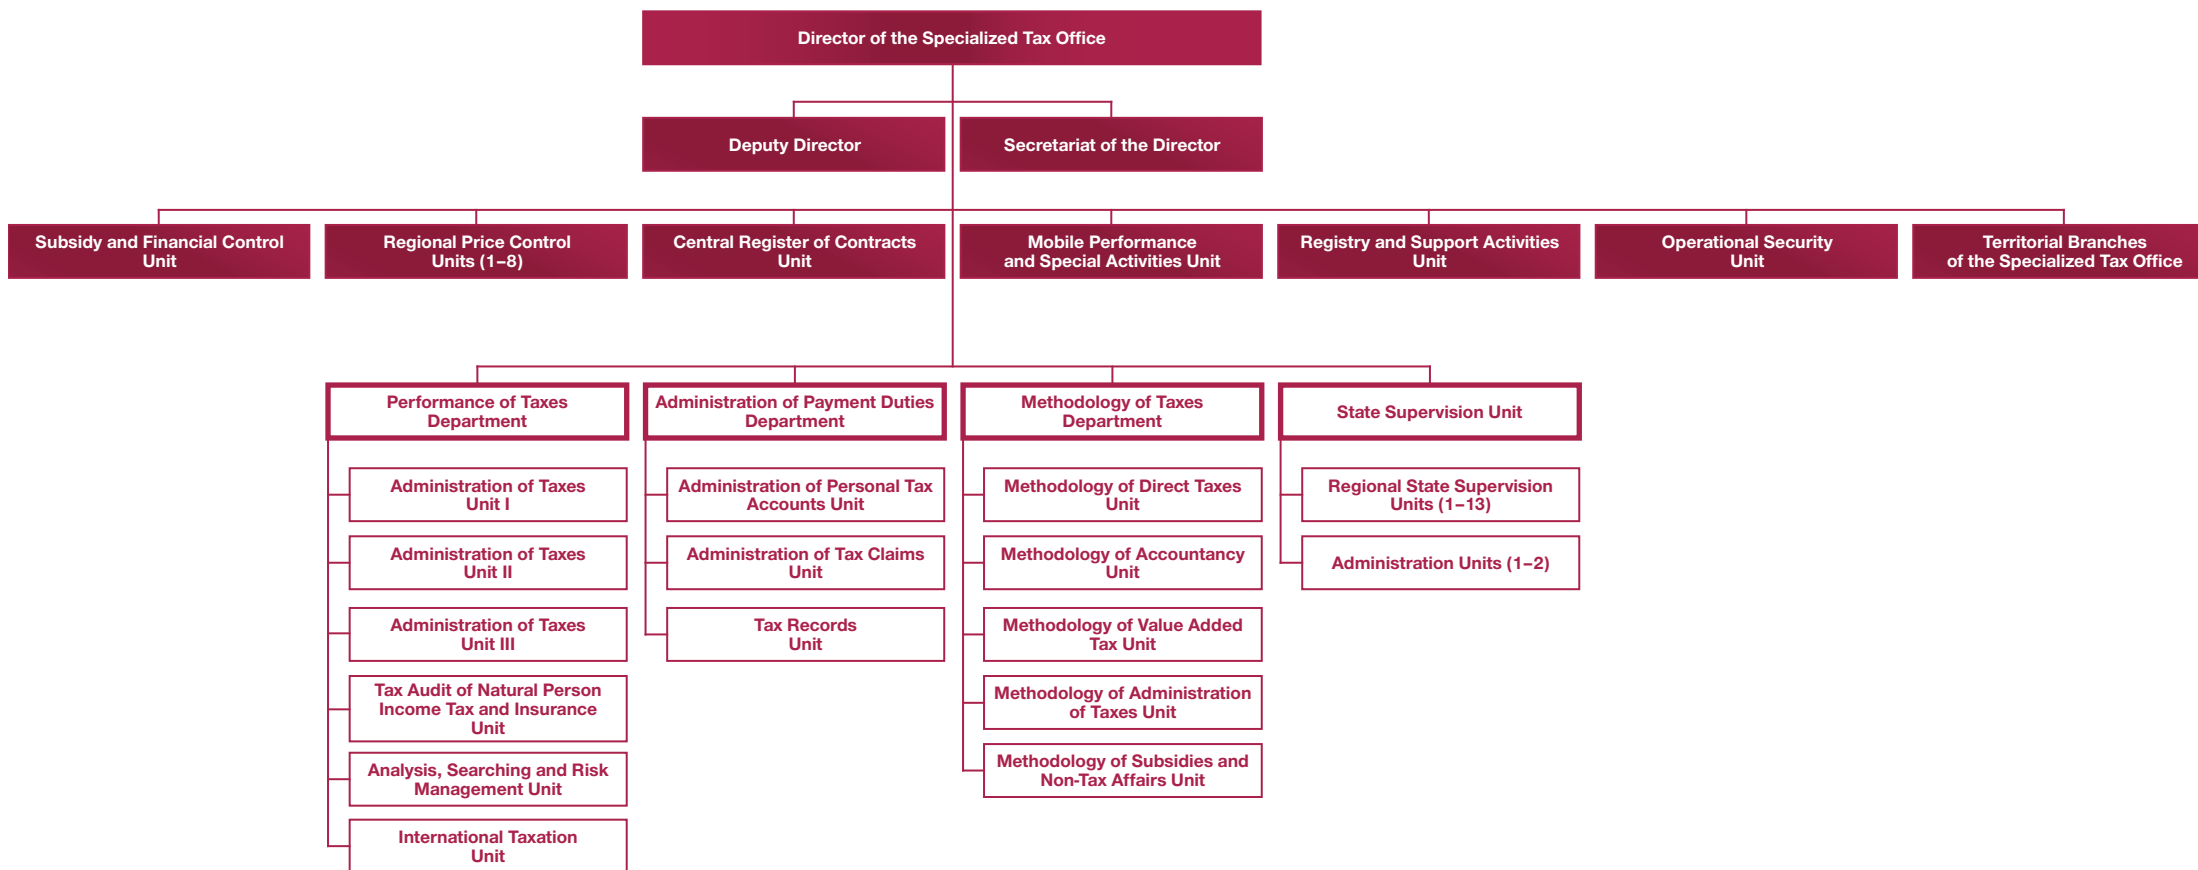 Director of the Specialized Tax Office
Deputy Director
Secretariat of the Director
Subsidy and Financial Control
Unit
Regional Price Control
Units (1–8)
Central Register of Contracts
Unit
Mobile Performance
and Special Activities Unit
Registry and Support Activities
Unit
Operational Security
Unit
Territorial Branches
of the Specialized Tax Office
Performance of Taxes
Department
Administration of Taxes
Unit I
Administration of Taxes
Unit II
Administration of Taxes
Unit III
Tax Audit of Natural Person
Income Tax and Insurance
Unit
Analysis, Searching and Risk
Management Unit
International Taxation
Unit
Administration of Payment Duties
Department
Administration of Personal Tax
Accounts Unit
Administration of Tax Claims
Unit
Tax Records
Unit
Methodology of Taxes
Department
Methodology of Direct Taxes
Unit
Methodology of Accountancy
Unit
Methodology of Value Added
Tax Unit
Methodology of Administration
of Taxes Unit
Methodology of Subsidies and
Non-Tax Affairs Unit
State Supervision Unit
Regional State Supervision
Units (1–13)
Administration Units (1–2)